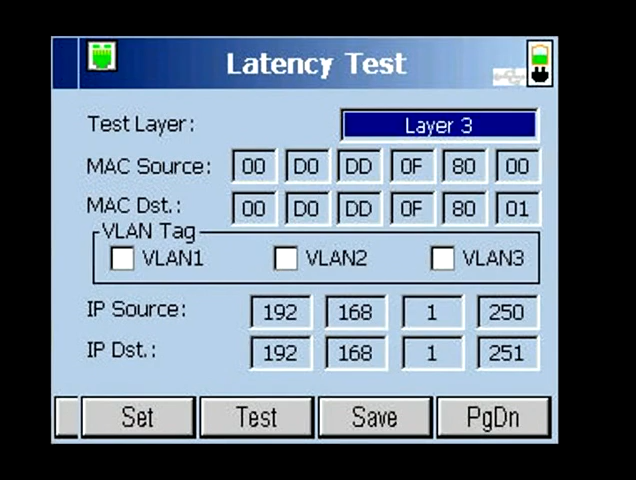 Latency Test
Test Layer: Layer 3
MAC Source: 00 D0 DD 0F 80 00
MAC Dst.: 00 D0 DD 0F 80 01
VLAN Tag
VLAN1 VLAN2 VLAN3
IP Source: 192 168 1 250
IP Dst.: 192 168 1 251
Set Test Save PgDn